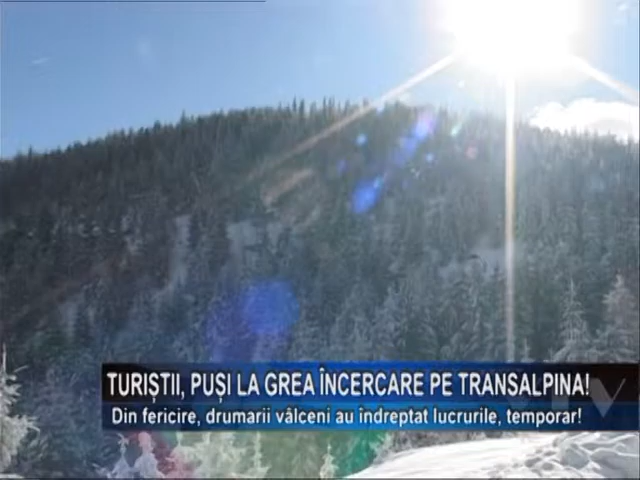 TURIȘTII, PUȘI LA GREA ÎNCERCARE PE TRANSALPINA!
Din fericire, drumarii vâlceni au îndreptat lucrurile, temporar!